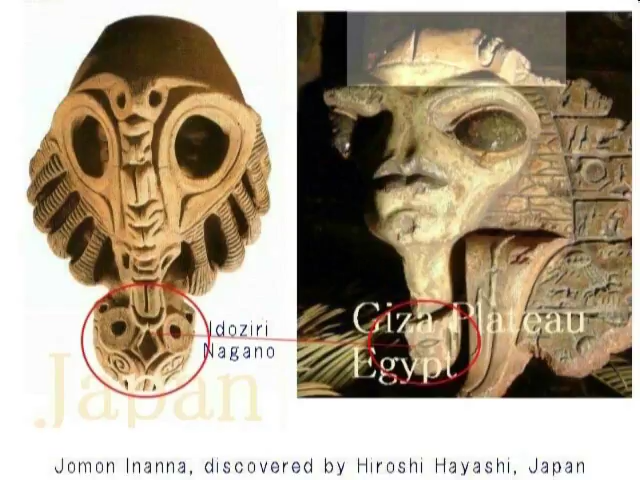 Giza Plateau
Egypt
Idoziri
Nagano
Japan
Jomon Inanna, discovered by Hiroshi Hayashi, Japan